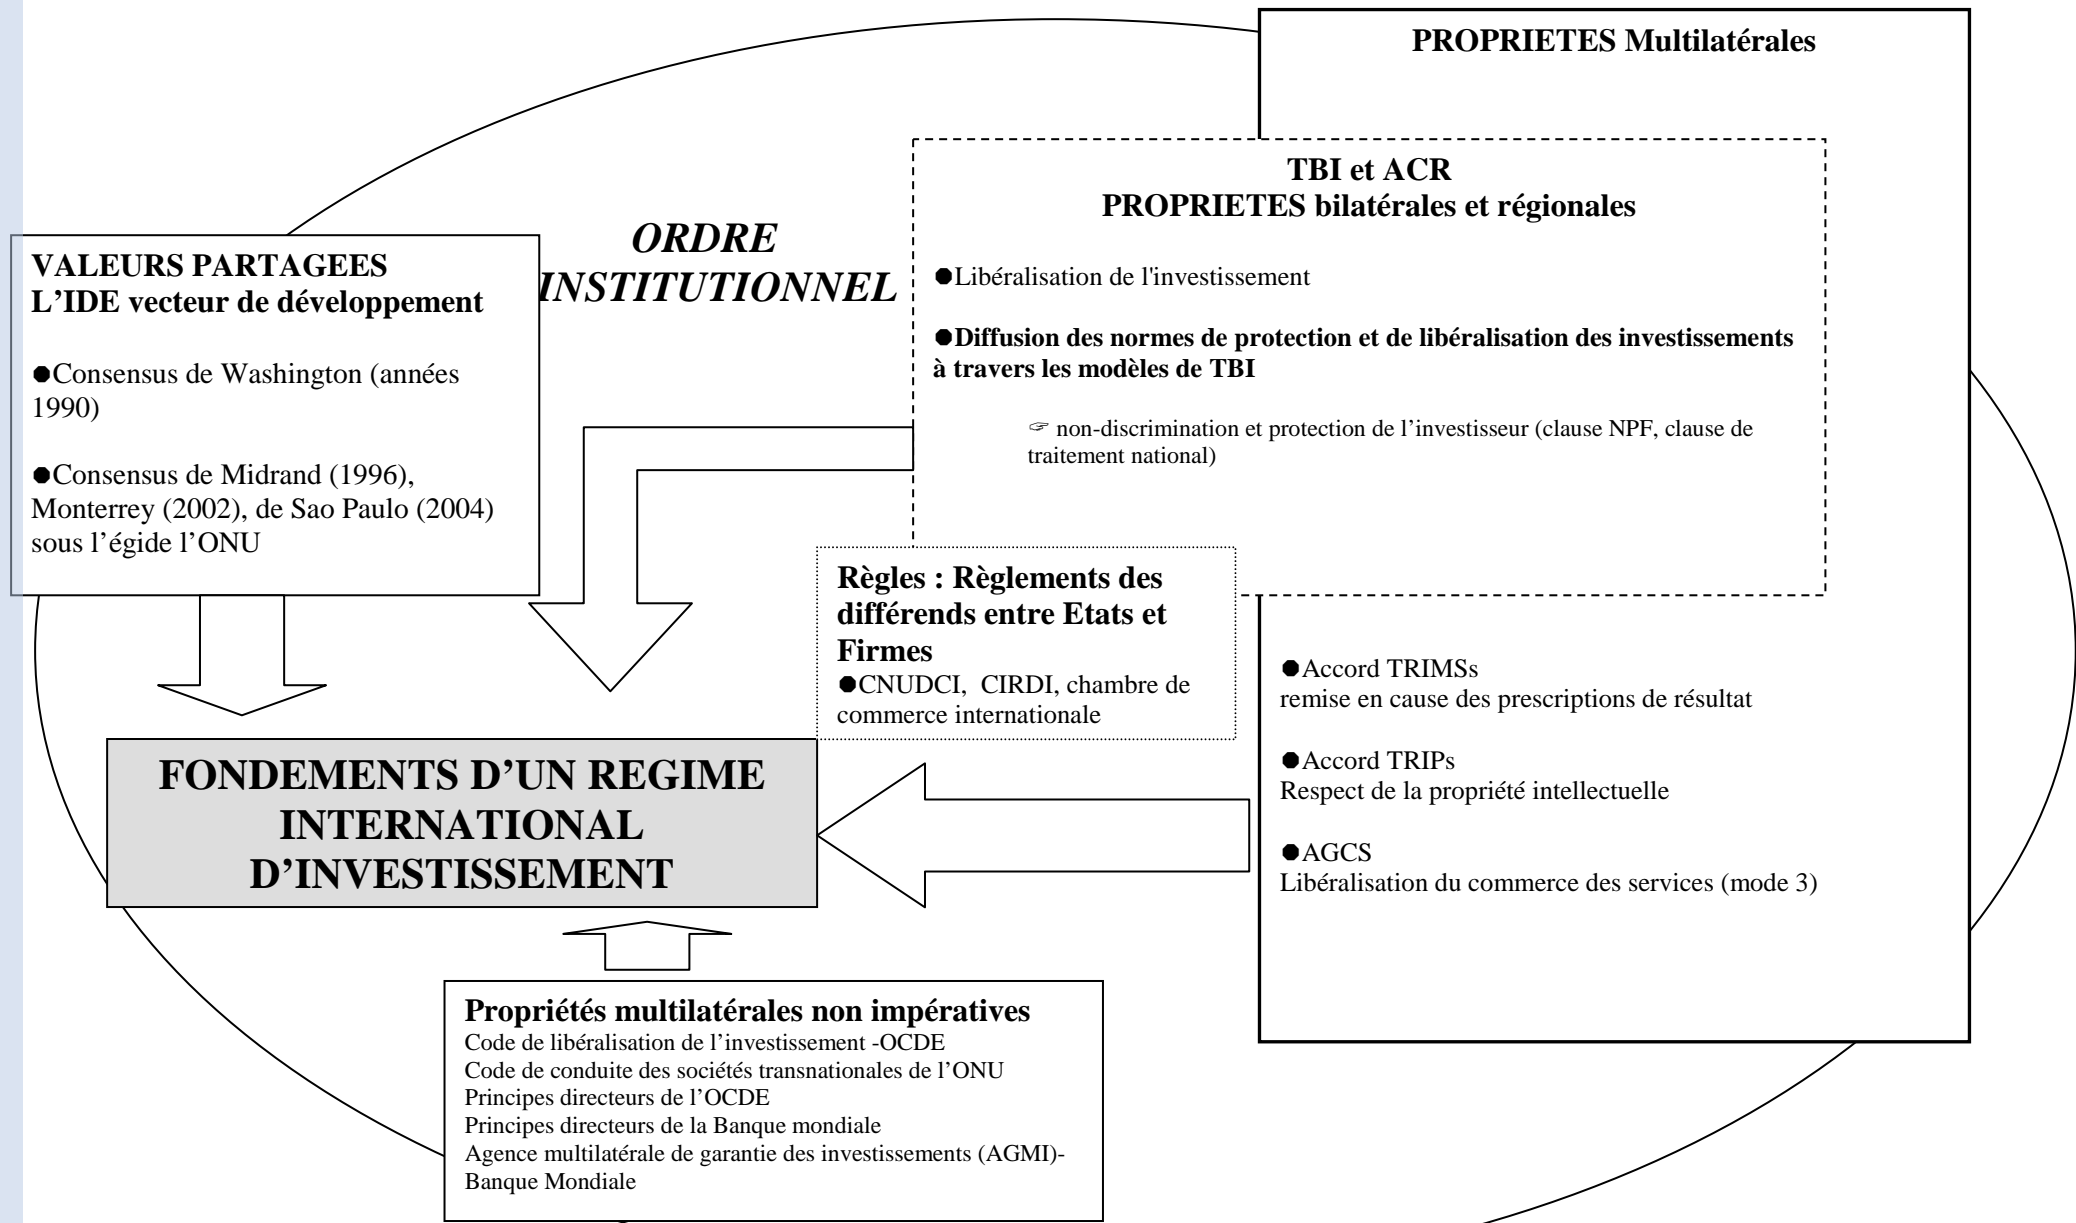 PROPRIETES Multilatérales
TBI et ACR
PROPRIETES bilatérales et régionales
●Libéralisation de l'investissement
●Diffusion des normes de protection et de libéralisation des investissements
à travers les modèles de TBI
☞ non-discrimination et protection de l’investisseur (clause NPF, clause de
traitement national)
ORDRE
INSTITUTIONNEL
VALEURS PARTAGEES
L’IDE vecteur de développement
●Consensus de Washington (années
1990)
●Consensus de Midrand (1996),
Monterrey (2002), de Sao Paulo (2004)
sous l’égide l’ONU
Règles : Règlements des
différends entre Etats et
Firmes
●CNUDCI,  CIRDI, chambre de
commerce internationale
●Accord TRIMSs
remise en cause des prescriptions de résultat
●Accord TRIPs
Respect de la propriété intellectuelle
●AGCS
Libéralisation du commerce des services (mode 3)
FONDEMENTS D’UN REGIME
INTERNATIONAL
D’INVESTISSEMENT
Propriétés multilatérales non impératives
Code de libéralisation de l’investissement -OCDE
Code de conduite des sociétés transnationales de l’ONU
Principes directeurs de l’OCDE
Principes directeurs de la Banque mondiale
Agence multilatérale de garantie des investissements (AGMI)-
Banque Mondiale